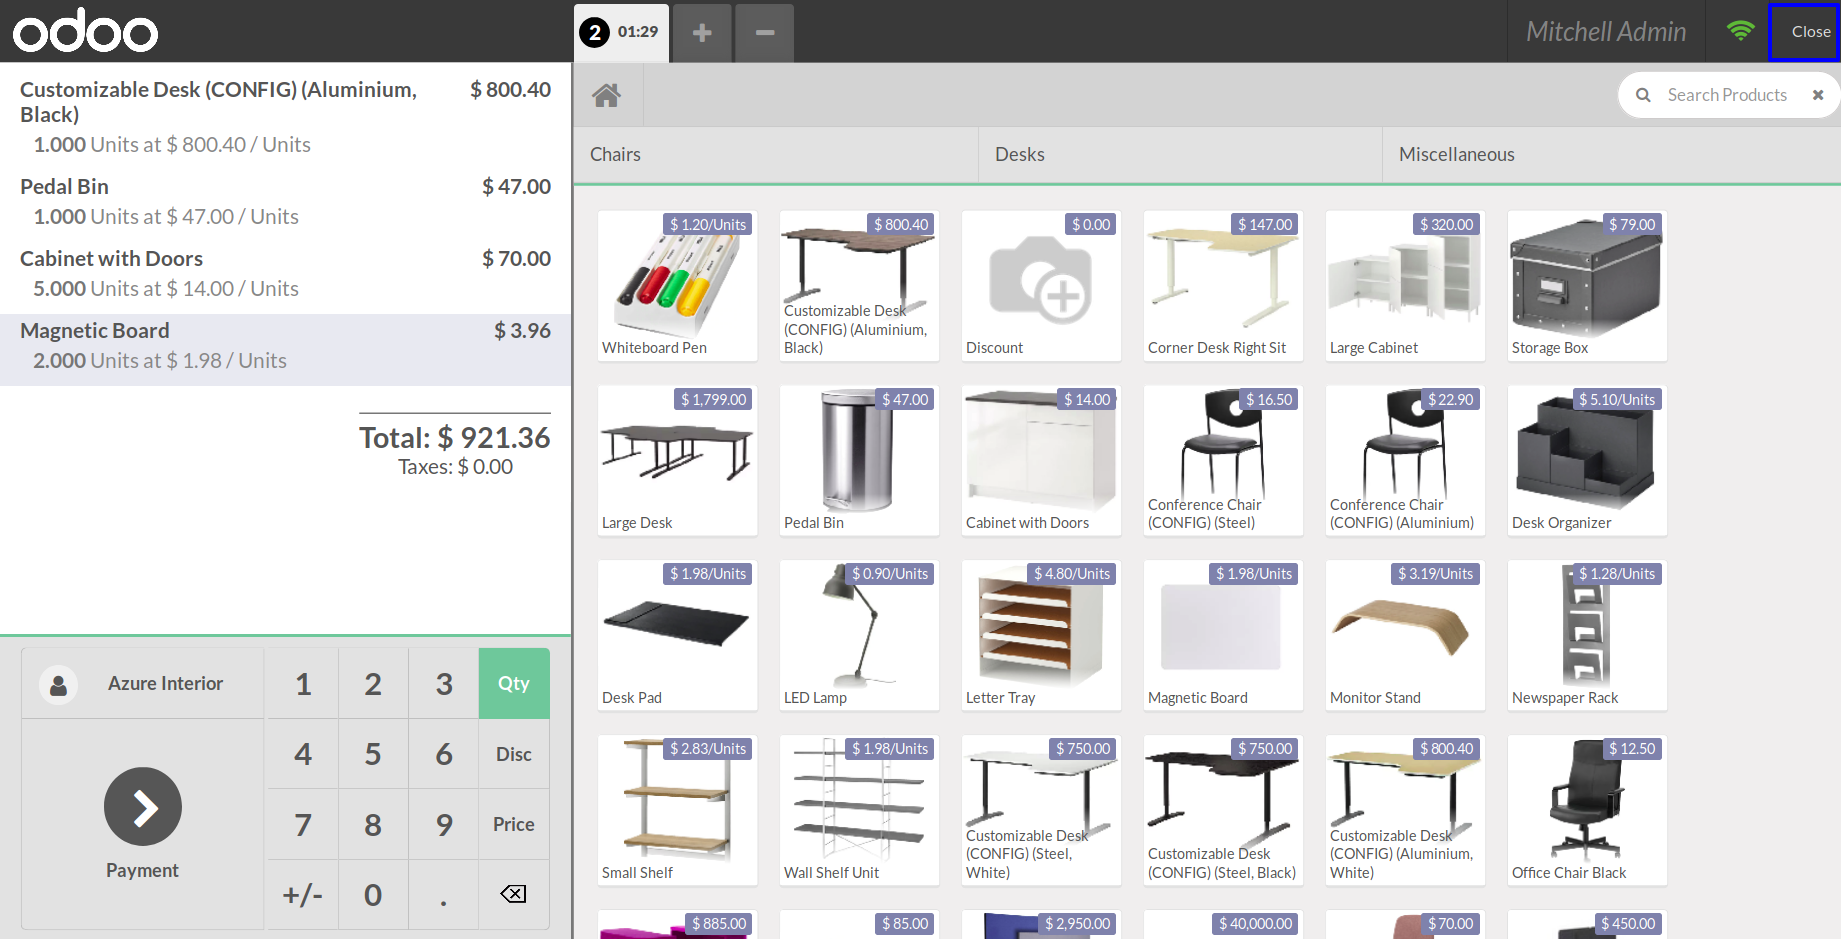 odoo
2 01:29 + −
Mitchell Admin
Close
Customizable Desk (CONFIG) (Aluminium, $ 800.40
Black)
1.000 Units at $ 800.40 / Units
Pedal Bin $ 47.00
1.000 Units at $ 47.00 / Units
Cabinet with Doors $ 70.00
5.000 Units at $ 14.00 / Units
Magnetic Board $ 3.96
2.000 Units at $ 1.98 / Units
Total: $ 921.36
Taxes: $ 0.00
Azure Interior
Payment
1 2 3 Qty
4 5 6 Disc
7 8 9 Price
+/- 0 .
Search Products
Chairs Desks Miscellaneous
$ 1.20/Units
Whiteboard Pen
$ 800.40
Customizable Desk
(CONFIG) (Aluminium,
Black)
$ 0.00
Discount
$ 147.00
Corner Desk Right Sit
$ 320.00
Large Cabinet
$ 79.00
Storage Box
$ 1,799.00
Large Desk
$ 47.00
Pedal Bin
$ 14.00
Cabinet with Doors
$ 16.50
Conference Chair
(CONFIG) (Steel)
$ 22.90
Conference Chair
(CONFIG) (Aluminium)
$ 5.10/Units
Desk Organizer
$ 1.98/Units
Desk Pad
$ 0.90/Units
LED Lamp
$ 4.80/Units
Letter Tray
$ 1.98/Units
Magnetic Board
$ 3.19/Units
Monitor Stand
$ 1.28/Units
Newspaper Rack
$ 2.83/Units
Small Shelf
$ 1.98/Units
Wall Shelf Unit
$ 750.00
Customizable Desk
(CONFIG) (Steel,
White)
$ 750.00
Customizable Desk
(CONFIG) (Steel, Black)
$ 800.40
Customizable Desk
(CONFIG) (Aluminium,
White)
$ 12.50
Office Chair Black
$ 885.00
$ 85.00
$ 2,950.00
$ 40,000.00
$ 70.00
$ 450.00